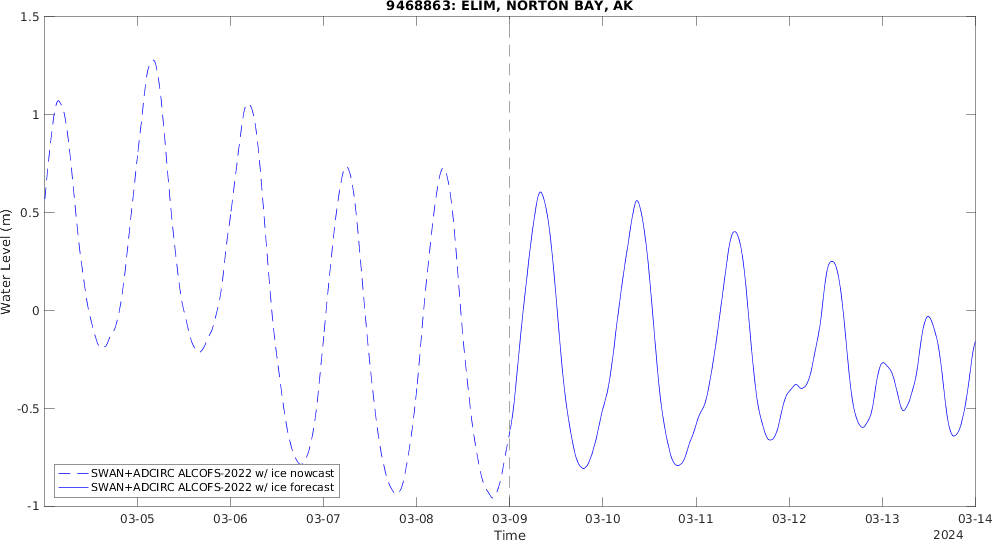 9468863: ELIM, NORTON BAY, AK
Water Level (m)
1.5
1
0.5
0
-0.5
-1
SWAN+ADCIRC ALCOFS-2022 w/ ice nowcast
SWAN+ADCIRC ALCOFS-2022 w/ ice forecast
03-05 03-06 03-07 03-08 03-09 03-10 03-11 03-12 03-13 03-14
Time
2024